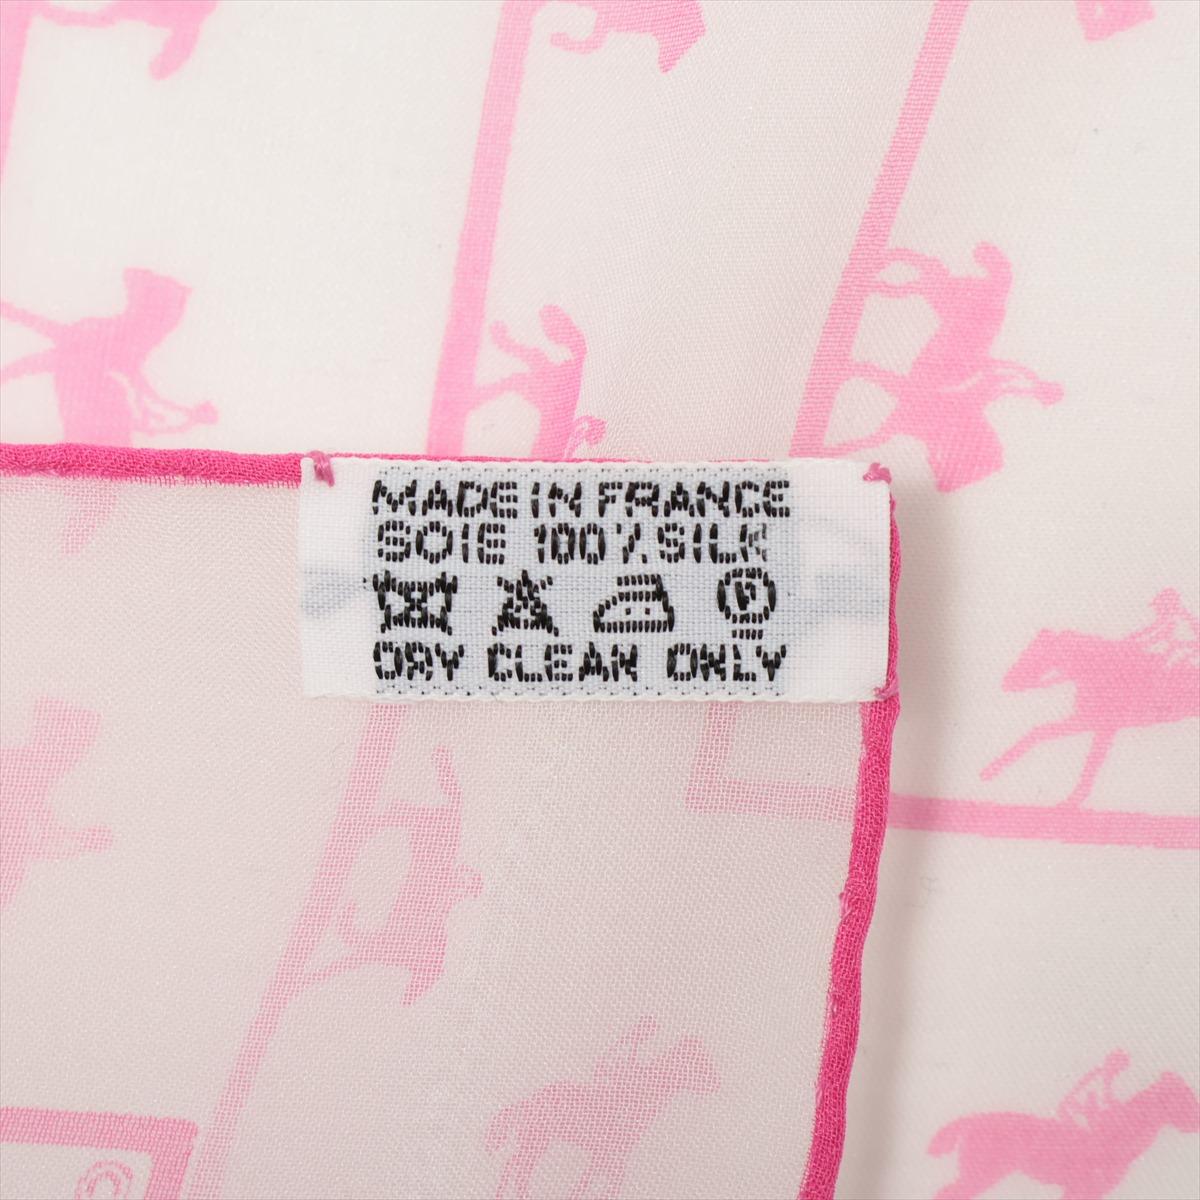 MADE IN FRANCE
SOIE 100% SILK
P
DRY CLEAN ONLY